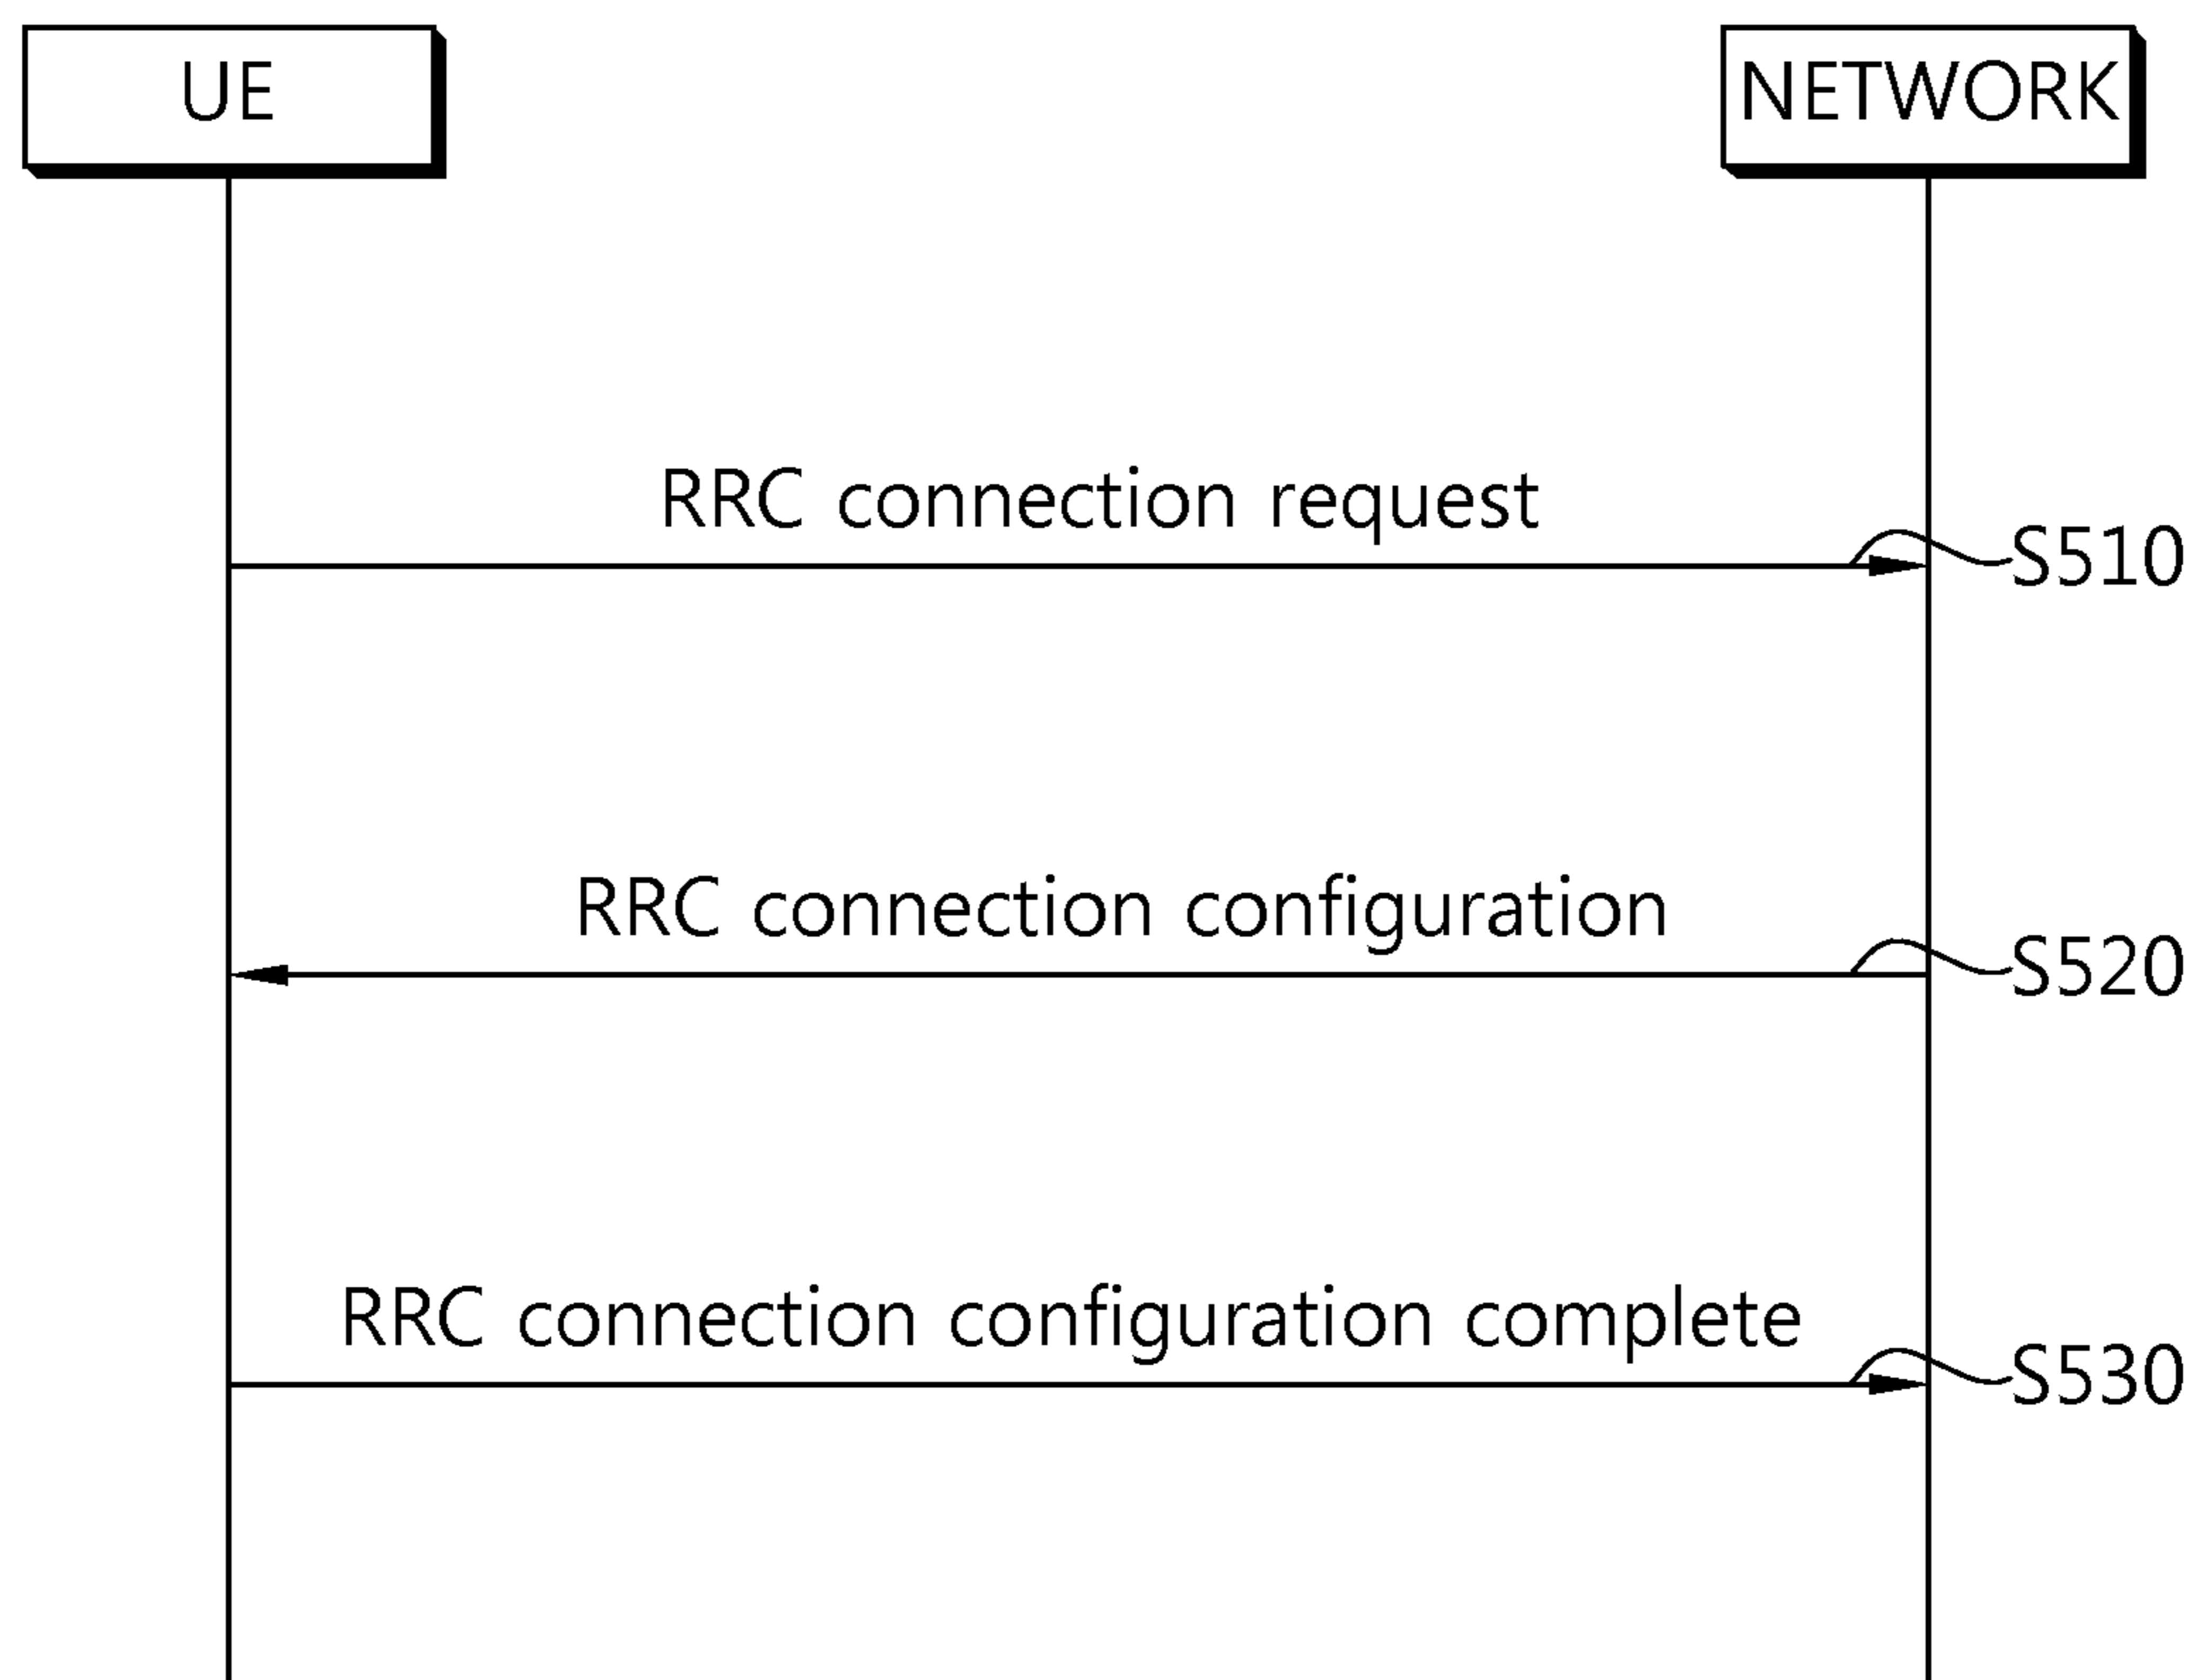 UE
NETWORK
RRC connection request
S510
RRC connection configuration
S520
RRC connection configuration complete
S530